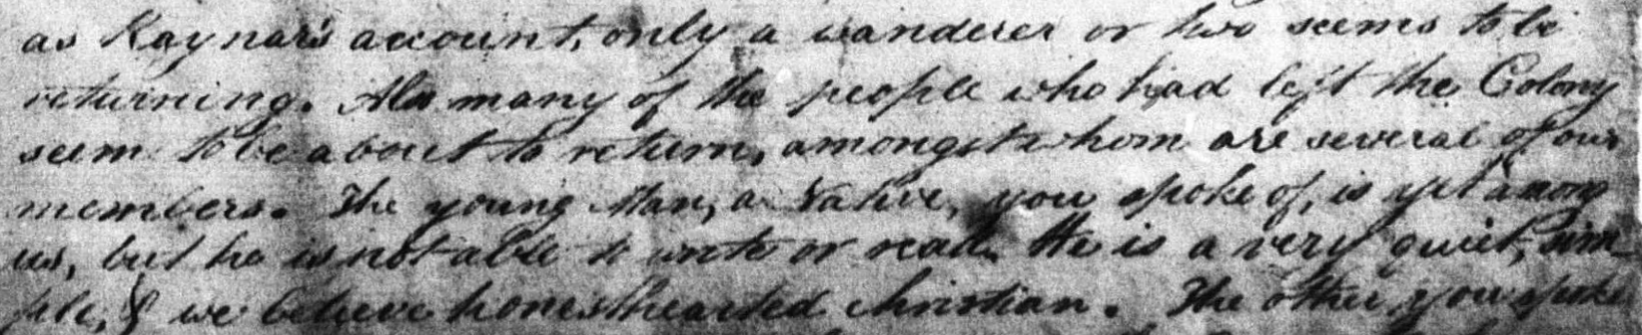 as Raynar's account, only a wanderer or two seems to be
returning. Also many of the people who had left the Colony
seem to be about to return, amongst whom are several of our
members. The young Man, a Native, you spoke of, is yet among
us, but he is not able to write or read. He is a very quiet, sim-
ple, & we believe honesthearted christian. The other you spoke